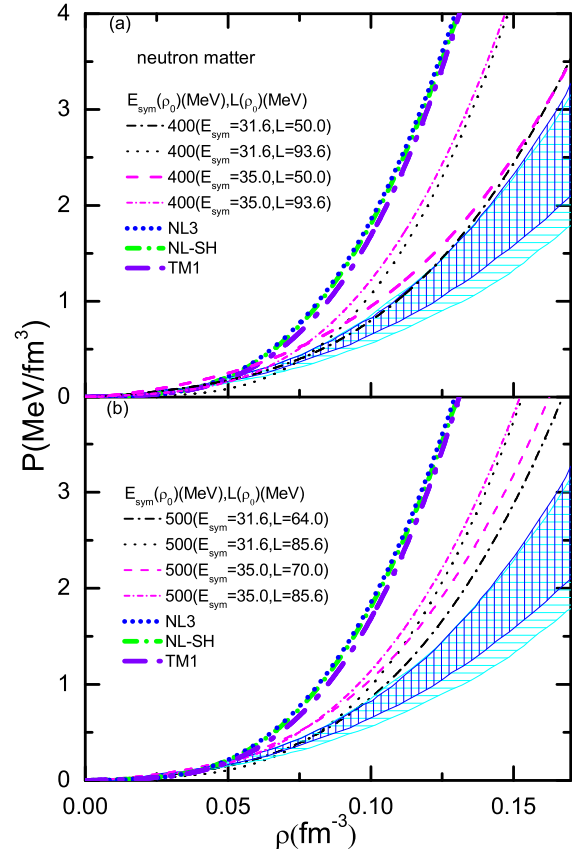 (a)
neutron matter
E_sym(ρ_0)(MeV),L(ρ_0)(MeV)
400(E_sym=31.6,L=50.0)
400(E_sym=31.6,L=93.6)
400(E_sym=35.0,L=50.0)
400(E_sym=35.0,L=93.6)
NL3
NL-SH
TM1
4
3
2
1
0
P(MeV/fm^3)
(b)
E_sym(ρ_0)(MeV),L(ρ_0)(MeV)
500(E_sym=31.6,L=64.0)
500(E_sym=31.6,L=85.6)
500(E_sym=35.0,L=70.0)
500(E_sym=35.0,L=85.6)
NL3
NL-SH
TM1
3
2
1
0
0.00 0.05 0.10 0.15
ρ(fm^-3)